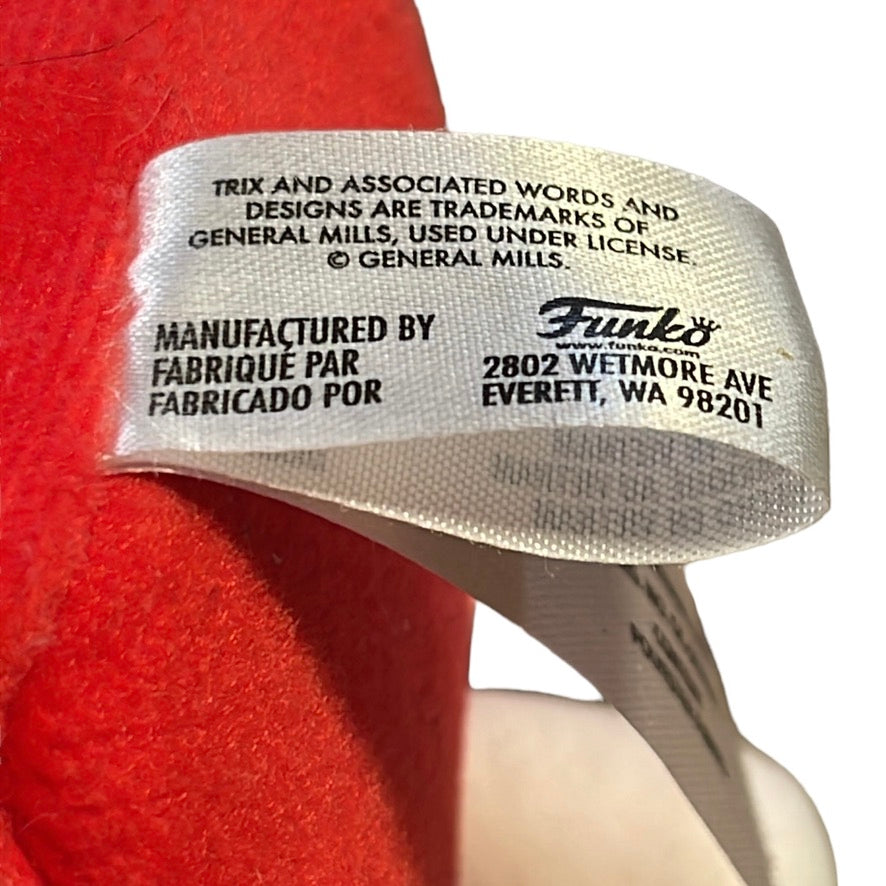 TRIX AND ASSOCIATED WORDS AND
DESIGNS ARE TRADEMARKS OF
GENERAL MILLS, USED UNDER LICENSE.
© GENERAL MILLS.
MANUFACTURED BY
FABRIQUÉ PAR
FABRICADO POR
Funko
www.funko.com
2802 WETMORE AVE
EVERETT, WA 98201